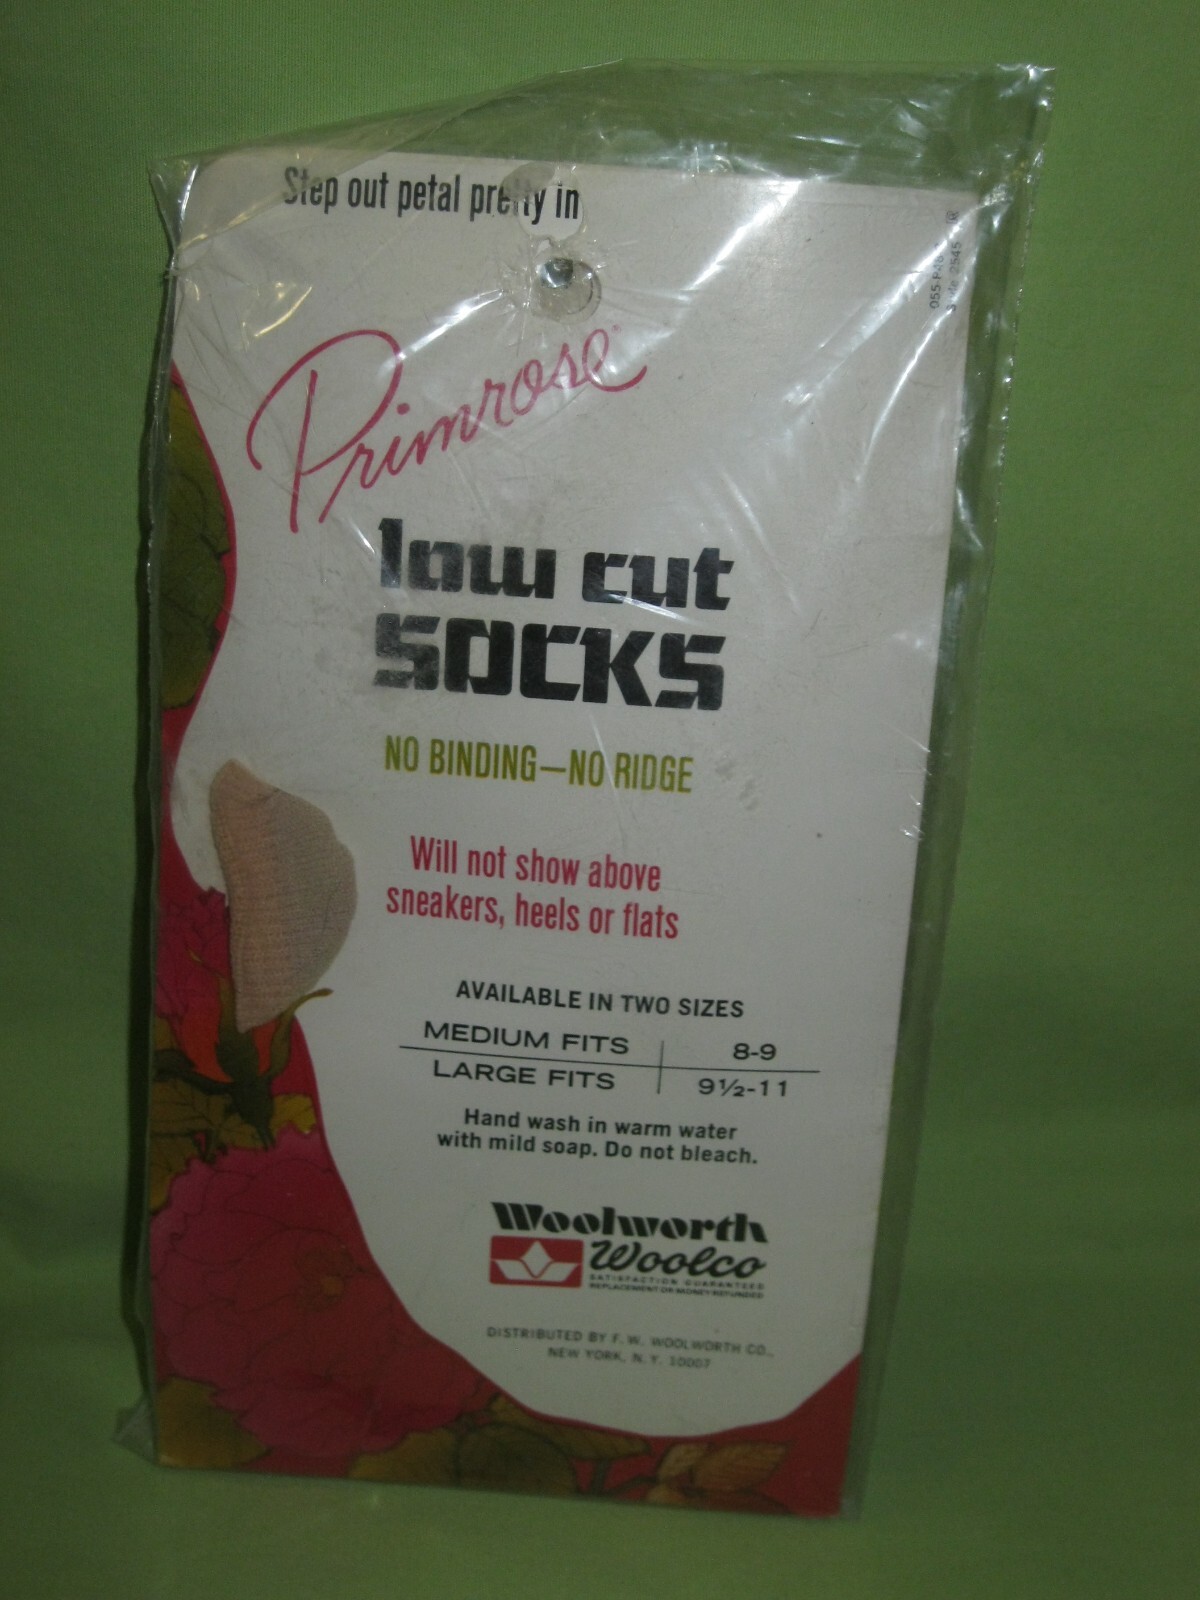 Step out petal pretty in
Primrose
low cut
socks
NO BINDING—NO RIDGE
Will not show above
sneakers, heels or flats
AVAILABLE IN TWO SIZES
MEDIUM FITS 8-9
LARGE FITS 9½-11
Hand wash in warm water
with mild soap. Do not bleach.
Woolworth
Woolco
SATISFACTION GUARANTEED
REPLACEMENT OR MONEY REFUNDED
DISTRIBUTED BY F. W. WOOLWORTH CO.,
NEW YORK, N. Y. 10007
2545